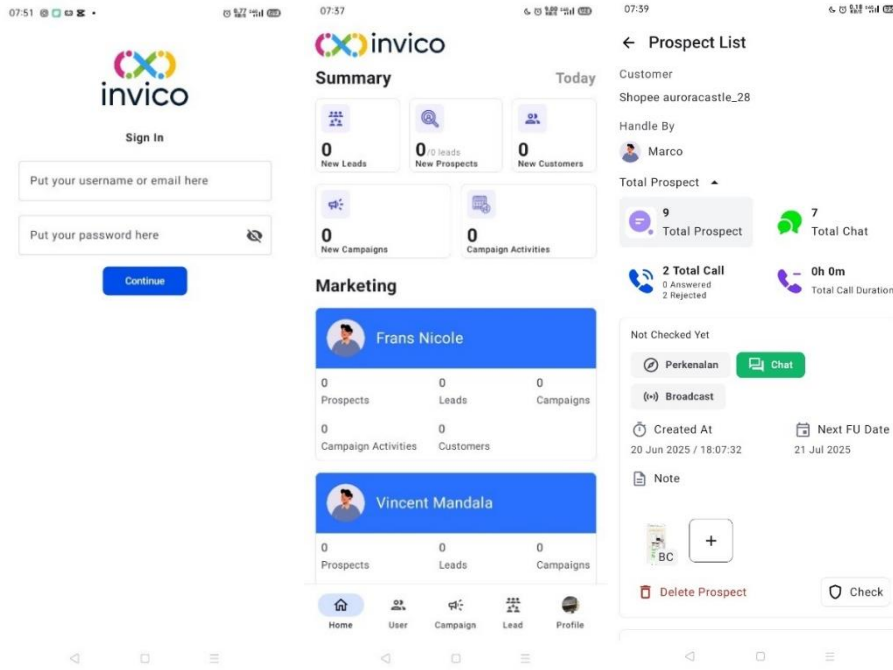 07:51
invico
Sign In
Put your username or email here
Put your password here
Continue
07:37
invico
Summary
Today
0
New Leads
0/0 leads
New Prospects
0
New Customers
0
New Campaigns
0
Campaign Activities
Marketing
Frans Nicole
0 0 0
Prospects Leads Campaigns
0 0
Campaign Activities Customers
Vincent Mandala
0 0 0
Prospects Leads Campaigns
Home User Campaign Lead Profile
07:39
Prospect List
Customer
Shopee auroracastle_28
Handle By
Marco
Total Prospect
9
Total Prospect
7
Total Chat
2 Total Call
0 Answered
2 Rejected
0h 0m
Total Call Duration
Not Checked Yet
Perkenalan
Chat
Broadcast
Created At
20 Jun 2025 / 18:07:32
Next FU Date
21 Jul 2025
Note
BC
+
Delete Prospect
Check